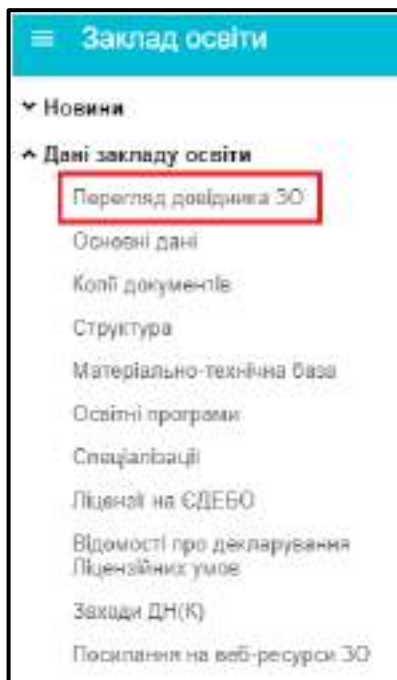 Заклад освіти
Новини
Дані закладу освіти
Перегляд довідника ЗО
Основні дані
Копії документів
Структура
Матеріально-технічна база
Освітні програми
Спеціалізації
Ліцензії на ЄДЕБО
Відомості про декларування
Ліцензійних умов
Заходи ДН(К)
Посилання на веб-ресурси ЗО